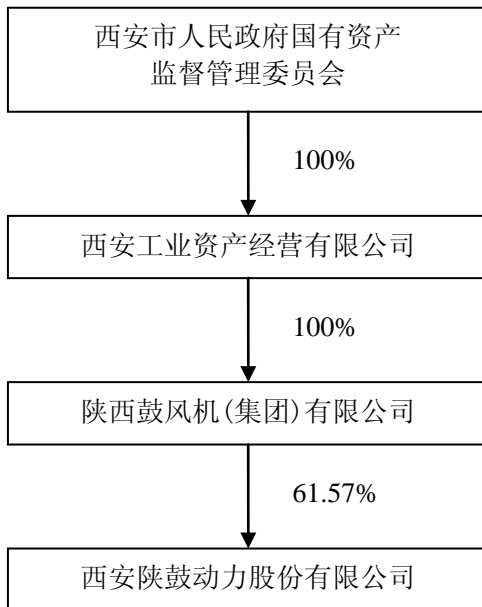 西安市人民政府国有资产
监督管理委员会
100%
西安工业资产经营有限公司
100%
陕西鼓风机(集团)有限公司
61.57%
西安陕鼓动力股份有限公司